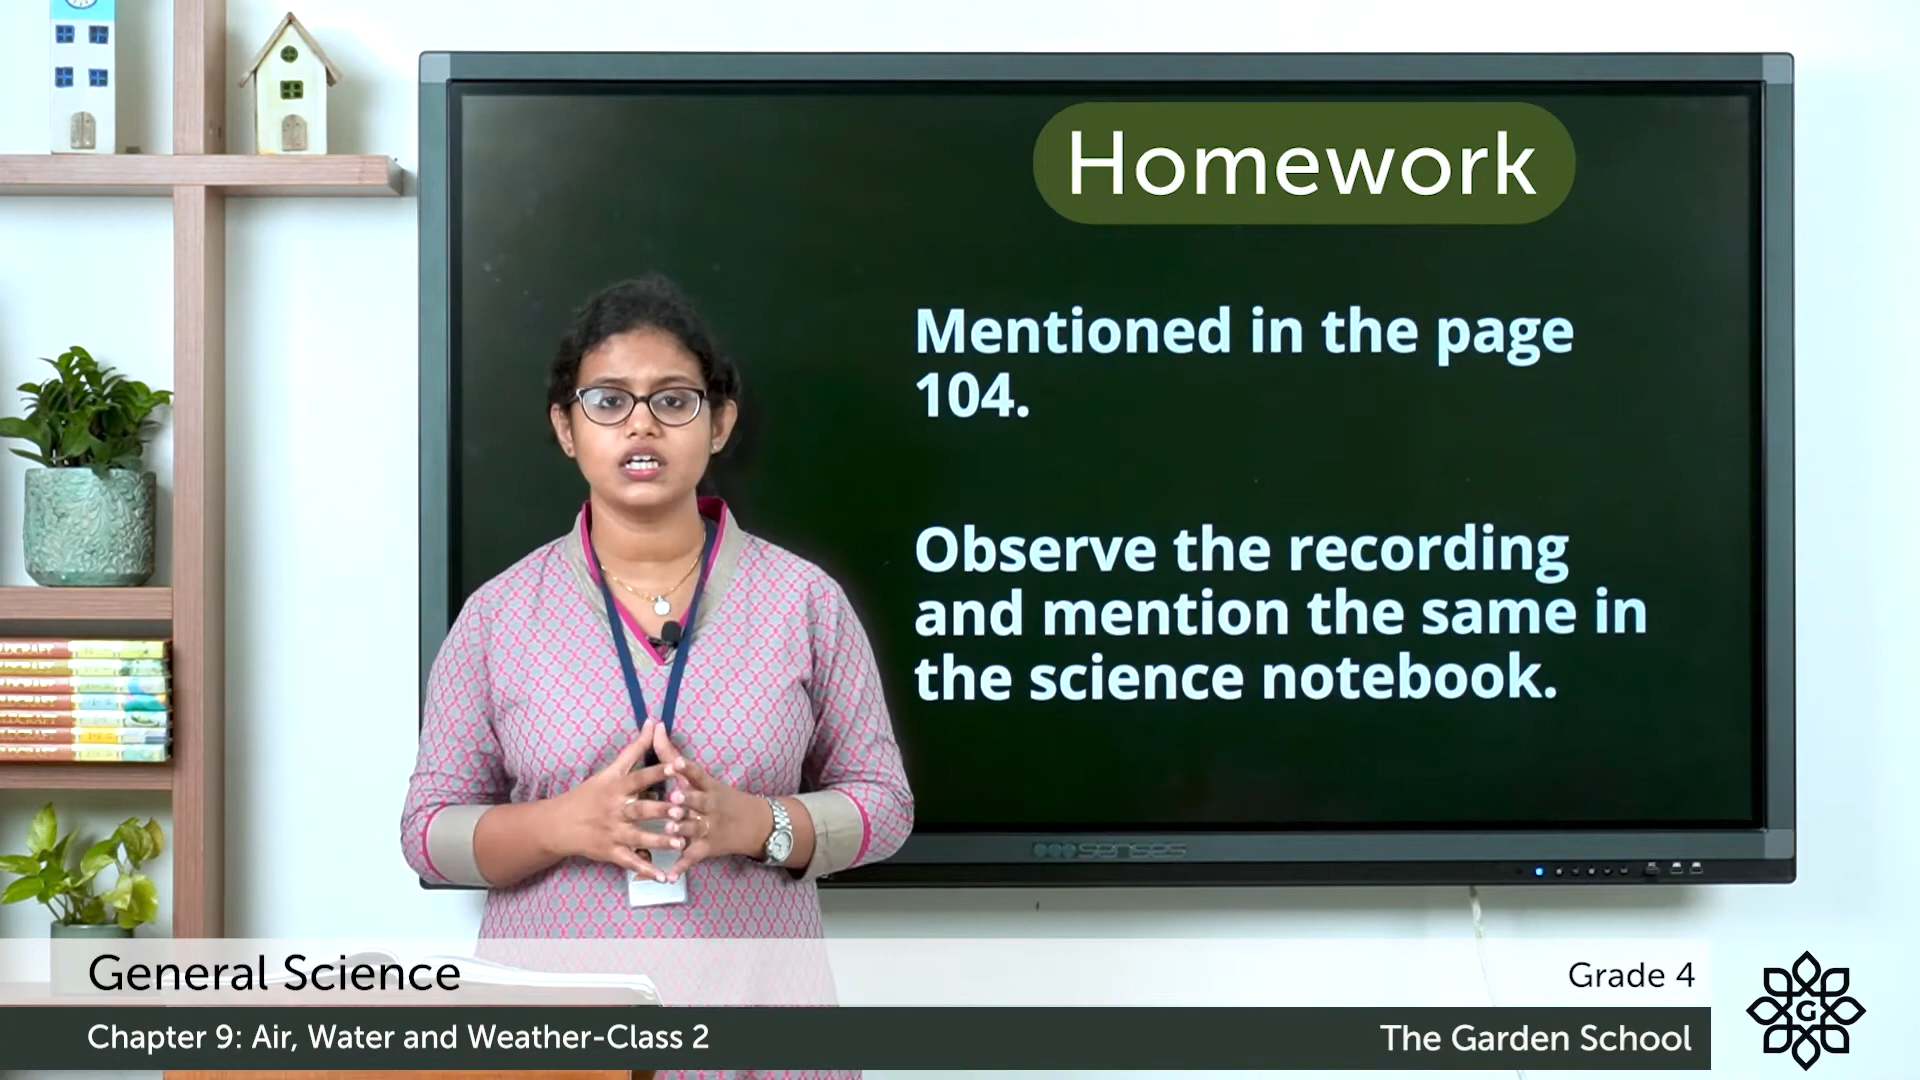 Homework
Mentioned in the page
104.
Observe the recording
and mention the same in
the science notebook.
senses
General Science
Grade 4
Chapter 9: Air, Water and Weather-Class 2
The Garden School
G